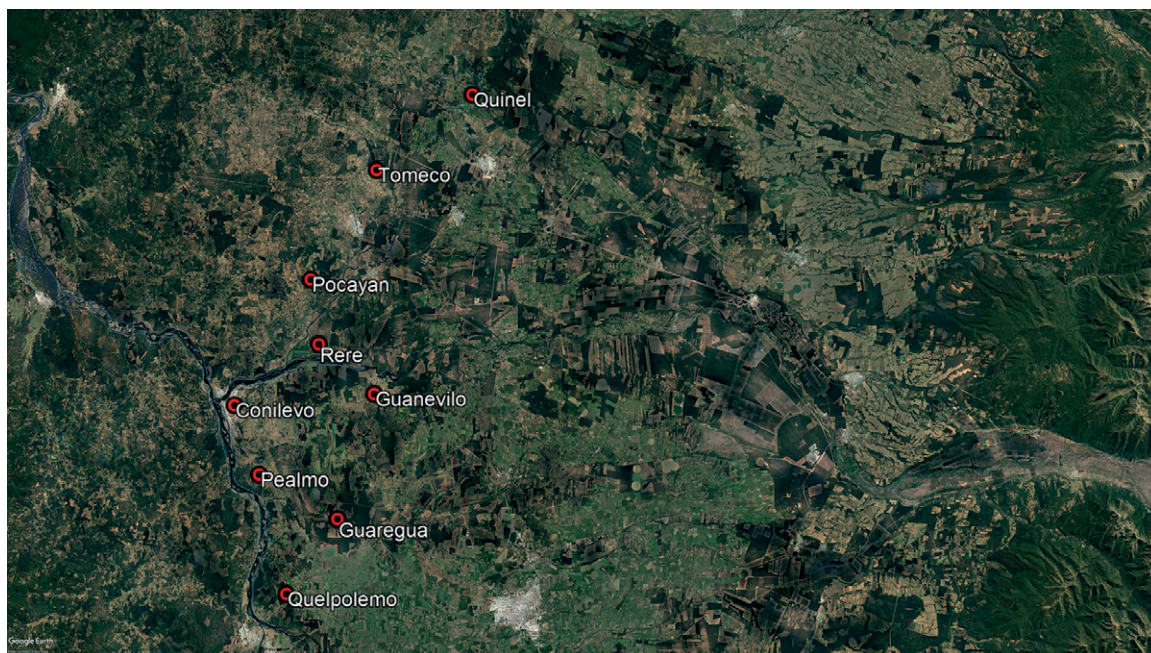 Quinel
Tomeco
Pocayan
Rere
Guanevilo
Conilevo
Pealmo
Guaregua
Quelpolemo
Google Earth